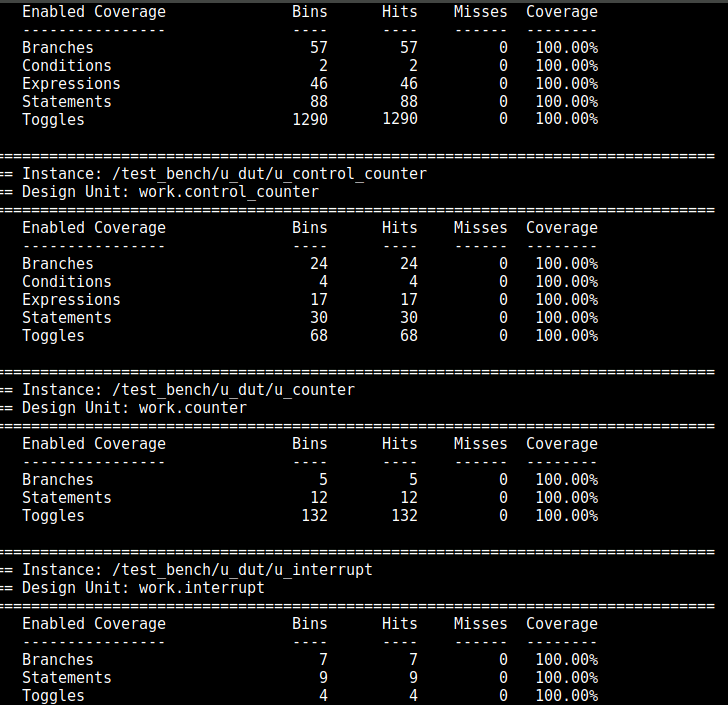 Enabled Coverage Bins Hits Misses Coverage
---------------- ---- ---- ------ --------
Branches 57 57 0 100.00%
Conditions 2 2 0 100.00%
Expressions 46 46 0 100.00%
Statements 88 88 0 100.00%
Toggles 1290 1290 0 100.00%
================================================================================
== Instance: /test_bench/u_dut/u_control_counter
== Design Unit: work.control_counter
================================================================================
Enabled Coverage Bins Hits Misses Coverage
---------------- ---- ---- ------ --------
Branches 24 24 0 100.00%
Conditions 4 4 0 100.00%
Expressions 17 17 0 100.00%
Statements 30 30 0 100.00%
Toggles 68 68 0 100.00%
================================================================================
== Instance: /test_bench/u_dut/u_counter
== Design Unit: work.counter
================================================================================
Enabled Coverage Bins Hits Misses Coverage
---------------- ---- ---- ------ --------
Branches 5 5 0 100.00%
Statements 12 12 0 100.00%
Toggles 132 132 0 100.00%
================================================================================
== Instance: /test_bench/u_dut/u_interrupt
== Design Unit: work.interrupt
================================================================================
Enabled Coverage Bins Hits Misses Coverage
---------------- ---- ---- ------ --------
Branches 7 7 0 100.00%
Statements 9 9 0 100.00%
Toggles 4 4 0 100.00%